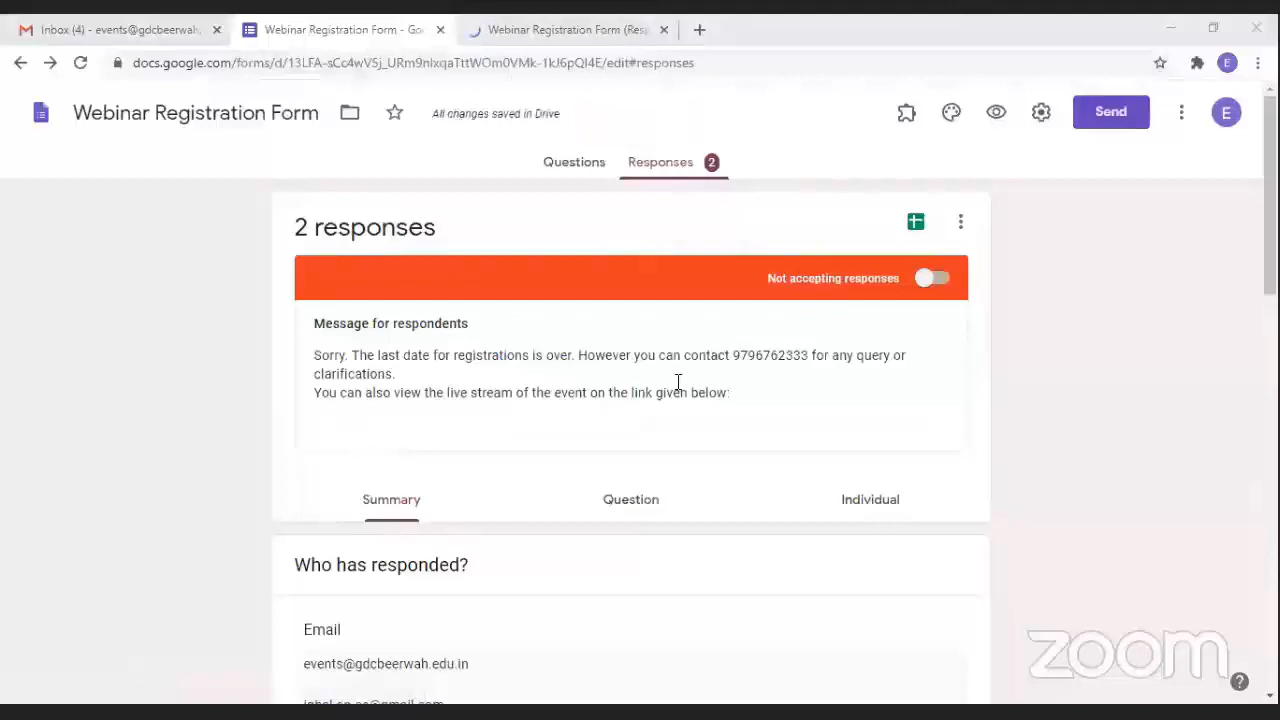 Inbox (4) - events@gdcbeerwah.
Webinar Registration Form - Go
Webinar Registration Form (Resp
docs.google.com/forms/d/13LFA-sCc4wV5j_URm9nlxqaTttWOm0VMk-1kJ6pQI4E/edit#responses
Webinar Registration Form
All changes saved in Drive
Send
E
Questions
Responses 2
2 responses
Not accepting responses
Message for respondents
Sorry. The last date for registrations is over. However you can contact 9796762333 for any query or
clarifications.
You can also view the live stream of the event on the link given below:
Summary
Question
Individual
Who has responded?
Email
events@gdcbeerwah.edu.in
zoom